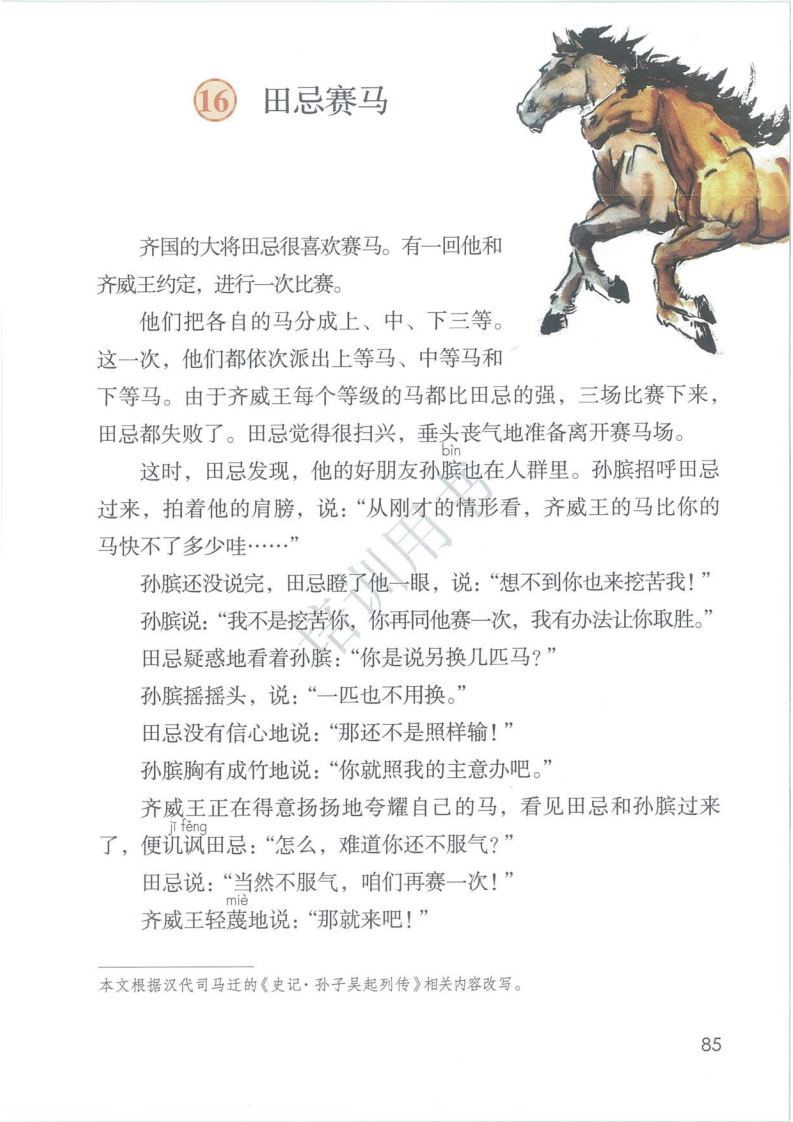 16 田忌赛马
齐国的大将田忌很喜欢赛马。有一回他和
齐威王约定，进行一次比赛。
他们把各自的马分成上、中、下三等。
这一次，他们都依次派出上等马、中等马和
下等马。由于齐威王每个等级的马都比田忌的强，三场比赛下来，
田忌都失败了。田忌觉得很扫兴，垂头丧气地准备离开赛马场。
bìn
这时，田忌发现，他的好朋友孙膑也在人群里。孙膑招呼田忌
过来，拍着他的肩膀，说：“从刚才的情形看，齐威王的马比你的
马快不了多少哇……”
孙膑还没说完，田忌瞪了他一眼，说：“想不到你也来挖苦我！”
孙膑说：“我不是挖苦你，你再同他赛一次，我有办法让你取胜。”
田忌疑惑地看着孙膑：“你是说另换几匹马？”
孙膑摇摇头，说：“一匹也不用换。”
田忌没有信心地说：“那还不是照样输！”
孙膑胸有成竹地说：“你就照我的主意办吧。”
齐威王正在得意扬扬地夸耀自己的马，看见田忌和孙膑过来
jī fěng
了，便讥讽田忌：“怎么，难道你还不服气？”
田忌说：“当然不服气，咱们再赛一次！”
miè
齐威王轻蔑地说：“那就来吧！”
本文根据汉代司马迁的《史记·孙子吴起列传》相关内容改写。
85
培训用书